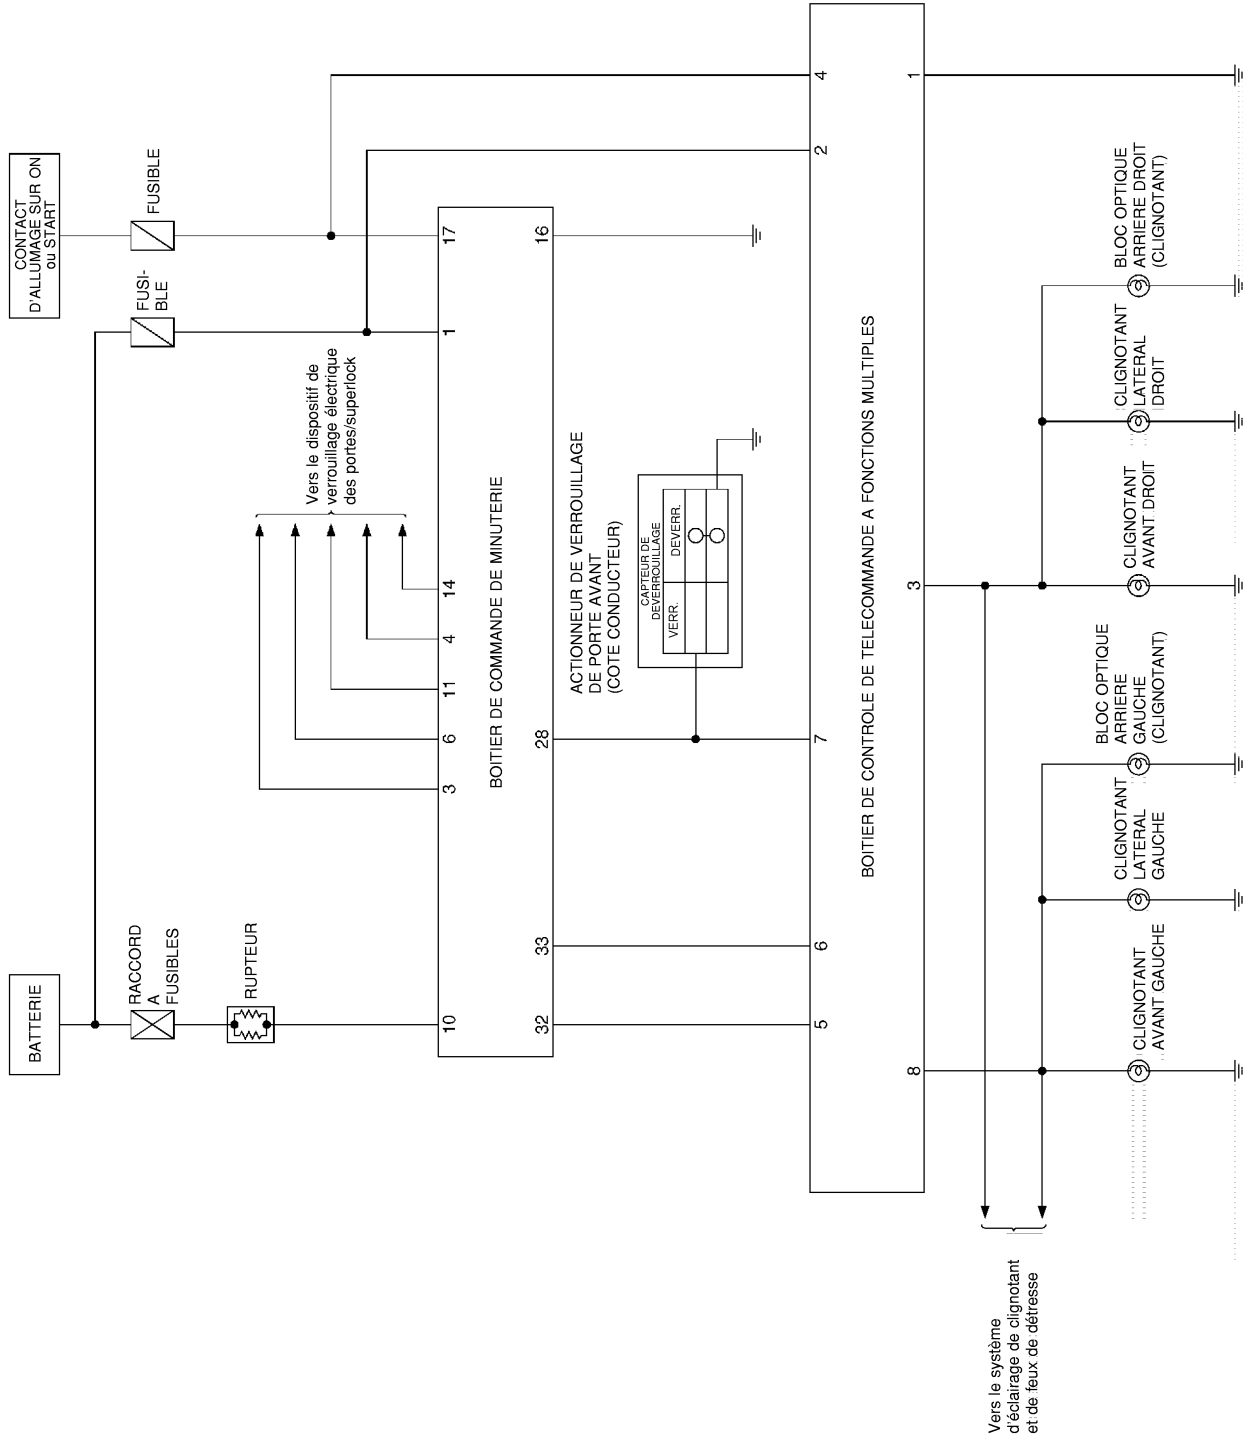 BATTERIE
CONTACT
D'ALLUMAGE SUR ON
ou START
RACCORD
A
FUSIBLES
FUSI-
BLE
FUSIBLE
RUPTEUR
Vers le dispositif de
verrouillage électrique
des portes/superlock
10
3
6
11
4
14
1
17
BOITIER DE COMMANDE DE MINUTERIE
32
33
28
16
ACTIONNEUR DE VERROUILLAGE
DE PORTE AVANT
(COTE CONDUCTEUR)
CAPTEUR DE
DEVERROUILLAGE
VERR.
DEVERR.
5
6
7
2
4
BOITIER DE CONTROLE DE TELECOMMANDE A FONCTIONS MULTIPLES
8
3
1
Vers le système
d'éclairage de clignotant
et de feux de détresse
CLIGNOTANT
AVANT GAUCHE
CLIGNOTANT
LATERAL
GAUCHE
BLOC OPTIQUE
ARRIERE
GAUCHE
(CLIGNOTANT)
CLIGNOTANT
AVANT DROIT
CLIGNOTANT
LATERAL
DROIT
BLOC OPTIQUE
ARRIERE DROIT
(CLIGNOTANT)